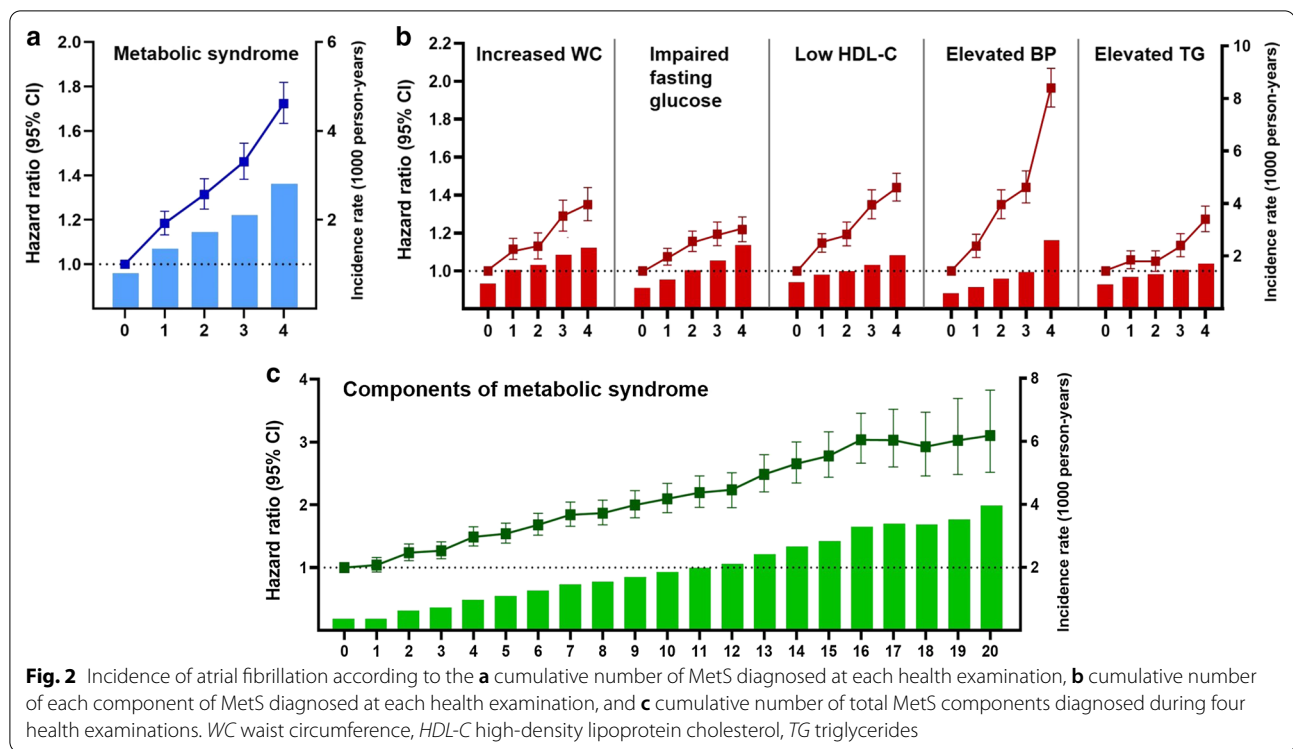 a
Metabolic syndrome
Hazard ratio (95% CI)
2.0
1.8
1.6
1.4
1.2
1.0
6
4
2
Incidence rate (1000 person-years)
0 1 2 3 4
b
Increased WC
Impaired
fasting
glucose
Low HDL-C
Elevated BP
Elevated TG
Hazard ratio (95% CI)
2.2
2.0
1.8
1.6
1.4
1.2
1.0
10
8
6
4
2
Incidence rate (1000 person-years)
0 1 2 3 4 0 1 2 3 4 0 1 2 3 4 0 1 2 3 4 0 1 2 3 4
c
Components of metabolic syndrome
Hazard ratio (95% CI)
4
3
2
1
8
6
4
2
Incidence rate (1000 person-years)
0 1 2 3 4 5 6 7 8 9 10 11 12 13 14 15 16 17 18 19 20
Fig. 2 Incidence of atrial fibrillation according to the a cumulative number of MetS diagnosed at each health examination, b cumulative number
of each component of MetS diagnosed at each health examination, and c cumulative number of total MetS components diagnosed during four
health examinations. WC waist circumference, HDL-C high-density lipoprotein cholesterol, TG triglycerides